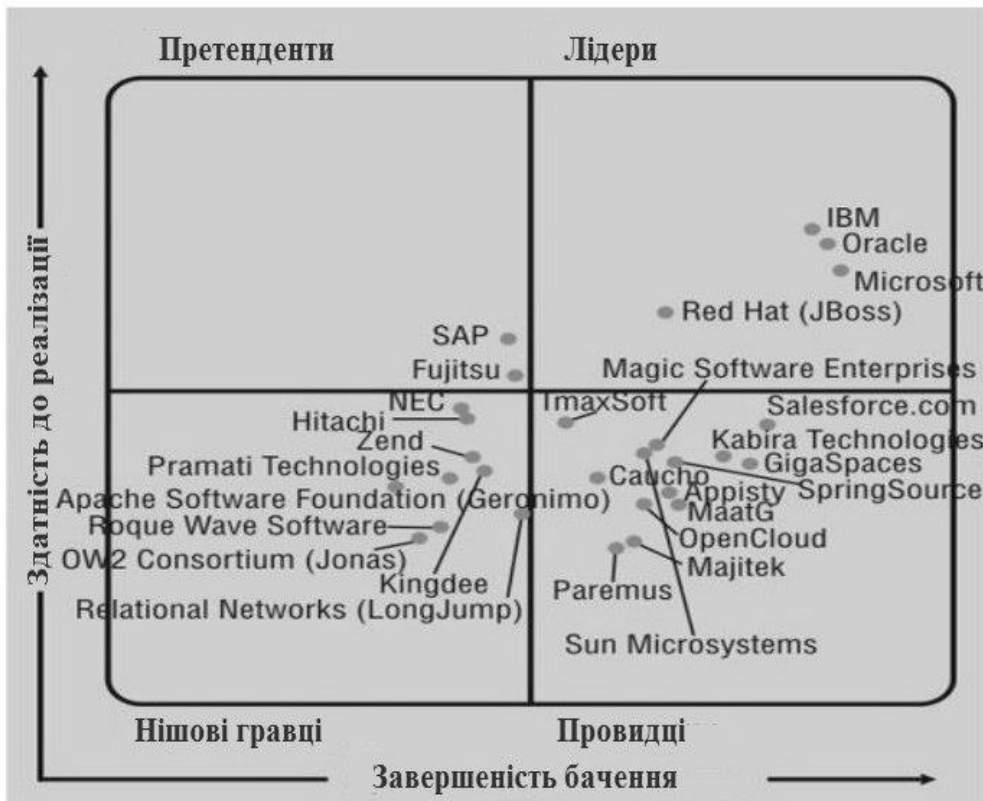 Претенденти
Лідери
Здатність до реалізації
IBM
Oracle
Microsoft
Red Hat (JBoss)
SAP
Fujitsu
Magic Software Enterprises
NEC
TmaxSoft
Salesforce.com
Hitachi
Zend
Kabira Technologies
Pramati Technologies
GigaSpaces
Caucho
SpringSource
Apache Software Foundation (Geronimo)
Appisty
MaatG
Roque Wave Software
OpenCloud
OW2 Consortium (Jonas)
Majitek
Kingdee
Paremus
Relational Networks (LongJump)
Sun Microsystems
Нішові гравці
Провидці
Завершеність бачення